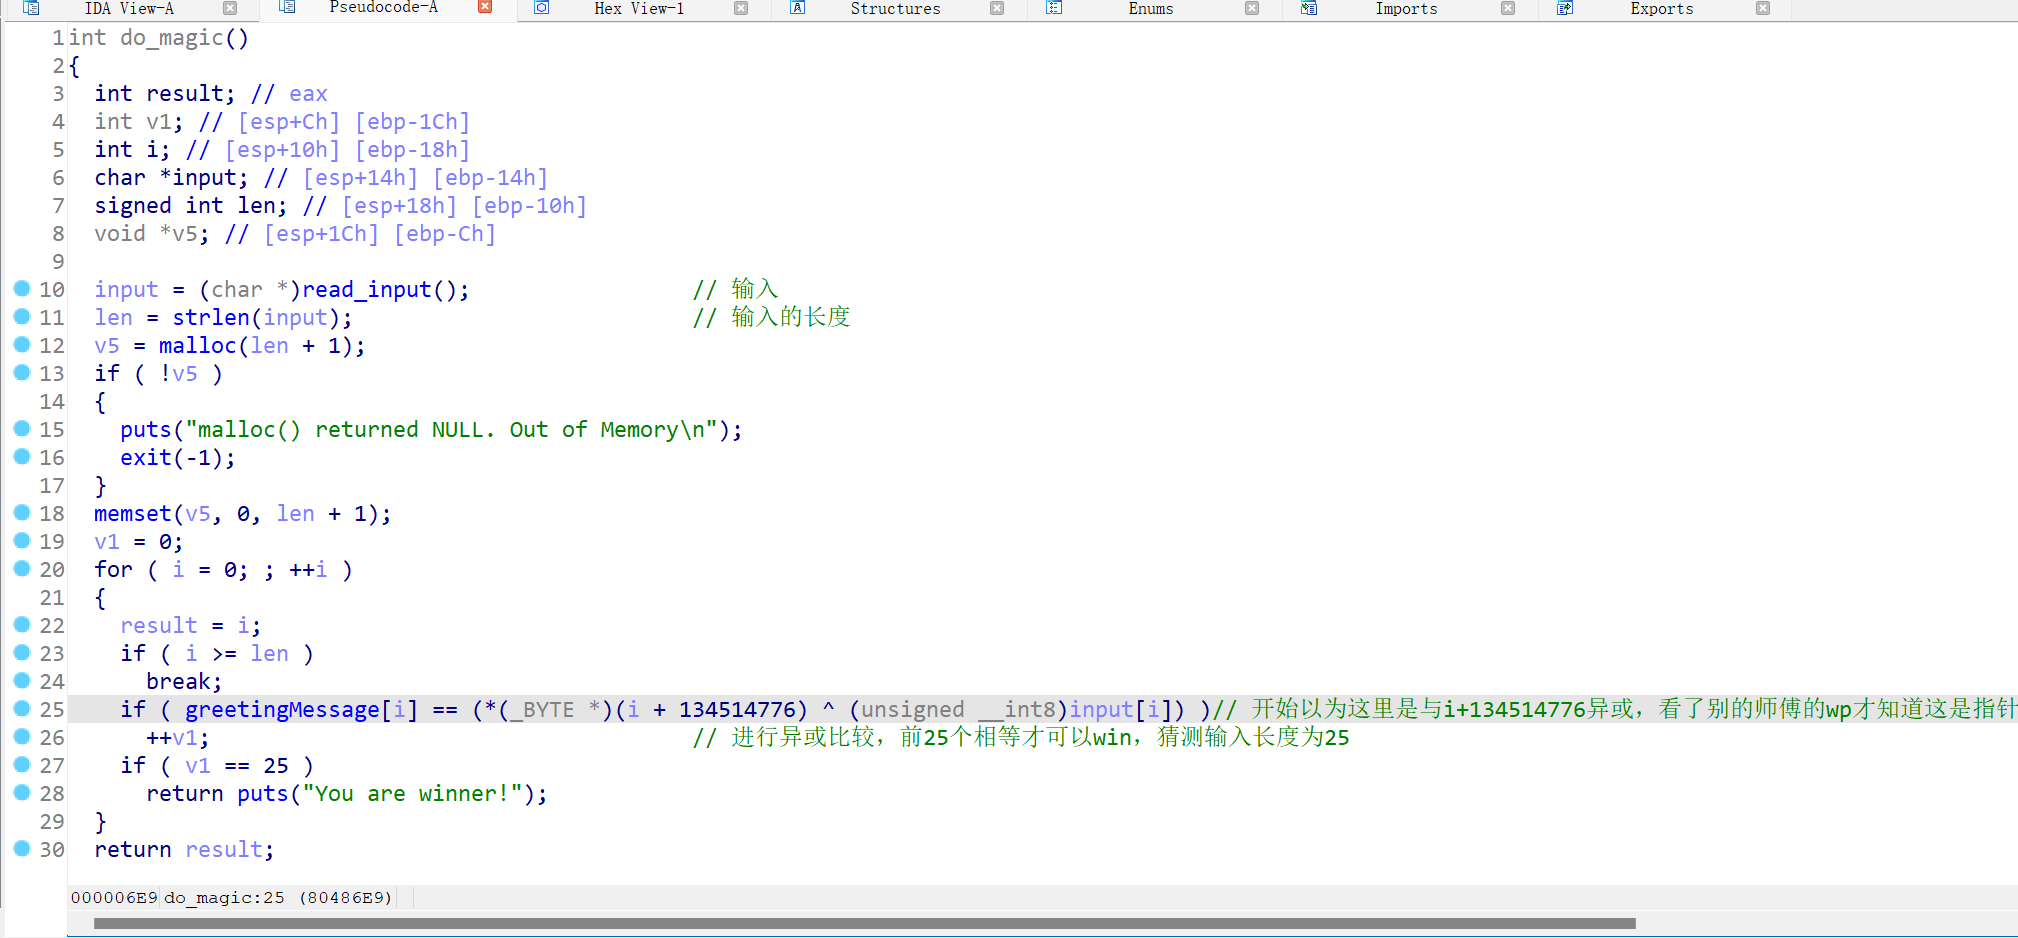 IDA View-A Pseudocode-A Hex View-1 Structures Enums Imports Exports
1 int do_magic()
2 {
3   int result; // eax
4   int v1; // [esp+Ch] [ebp-1Ch]
5   int i; // [esp+10h] [ebp-18h]
6   char *input; // [esp+14h] [ebp-14h]
7   signed int len; // [esp+18h] [ebp-10h]
8   void *v5; // [esp+1Ch] [ebp-Ch]
9
10   input = (char *)read_input();                 // 输入
11   len = strlen(input);                          // 输入的长度
12   v5 = malloc(len + 1);
13   if ( !v5 )
14   {
15     puts("malloc() returned NULL. Out of Memory\n");
16     exit(-1);
17   }
18   memset(v5, 0, len + 1);
19   v1 = 0;
20   for ( i = 0; ; ++i )
21   {
22     result = i;
23     if ( i >= len )
24       break;
25     if ( greetingMessage[i] == (*(_BYTE *)(i + 134514776) ^ (unsigned __int8)input[i]) )// 开始以为这里是与i+134514776异或，看了别的师傅的wp才知道这是指针
26       ++v1;                                     // 进行异或比较，前25个相等才可以win，猜测输入长度为25
27     if ( v1 == 25 )
28       return puts("You are winner!");
29   }
30   return result;
000006E9 do_magic:25 (80486E9)